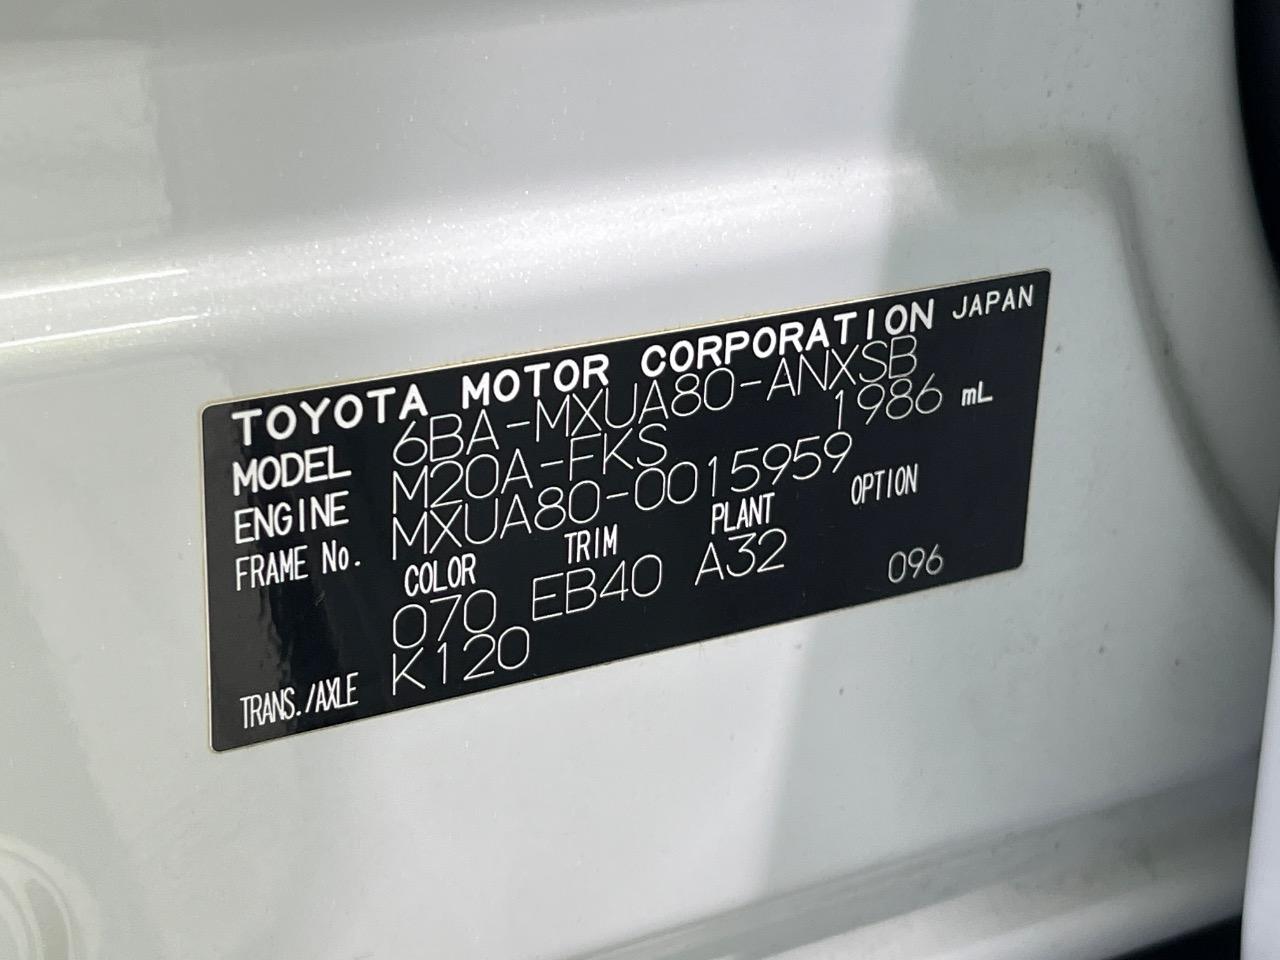 TOYOTA MOTOR CORPORATION JAPAN
MODEL 6BA-MXUA80-ANXSB
ENGINE M20A-FKS 1986 mL
FRAME No. MXUA80-0015959
COLOR TRIM PLANT OPTION
070 EB40 A32 096
TRANS./AXLE K120